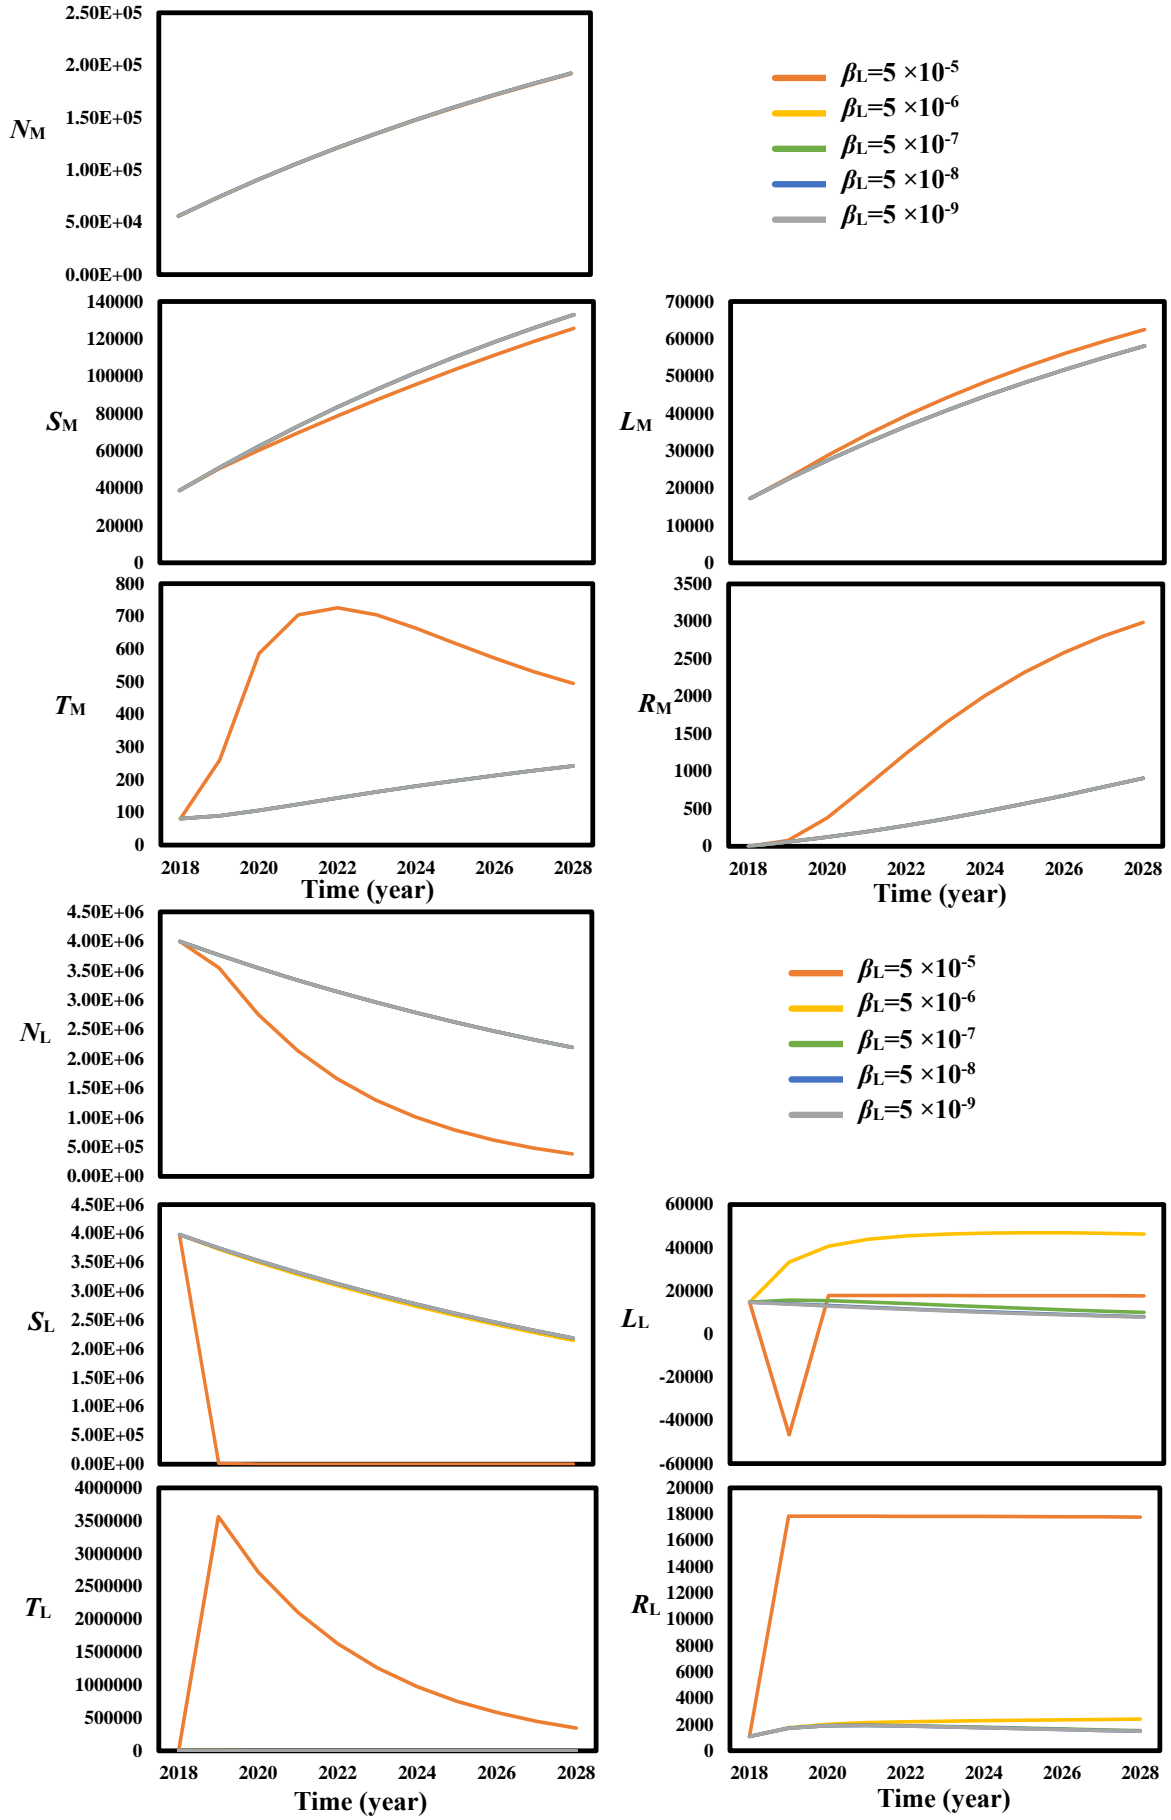 2.50E+05
2.00E+05
1.50E+05
1.00E+05
5.00E+04
0.00E+00
N_M
β_L=5 ×10^-5
β_L=5 ×10^-6
β_L=5 ×10^-7
β_L=5 ×10^-8
β_L=5 ×10^-9
140000
120000
100000
80000
60000
40000
20000
0
S_M
70000
60000
50000
40000
30000
20000
10000
0
L_M
800
700
600
500
400
300
200
100
0
T_M
2018 2020 2022 2024 2026 2028
Time (year)
3500
3000
2500
2000
1500
1000
500
0
R_M
2018 2020 2022 2024 2026 2028
Time (year)
4.50E+06
4.00E+06
3.50E+06
3.00E+06
2.50E+06
2.00E+06
1.50E+06
1.00E+06
5.00E+05
0.00E+00
N_L
β_L=5 ×10^-5
β_L=5 ×10^-6
β_L=5 ×10^-7
β_L=5 ×10^-8
β_L=5 ×10^-9
4.50E+06
4.00E+06
3.50E+06
3.00E+06
2.50E+06
2.00E+06
1.50E+06
1.00E+06
5.00E+05
0.00E+00
S_L
60000
40000
20000
0
-20000
-40000
-60000
L_L
4000000
3500000
3000000
2500000
2000000
1500000
1000000
500000
0
T_L
2018 2020 2022 2024 2026 2028
Time (year)
20000
18000
16000
14000
12000
10000
8000
6000
4000
2000
0
R_L
2018 2020 2022 2024 2026 2028
Time (year)